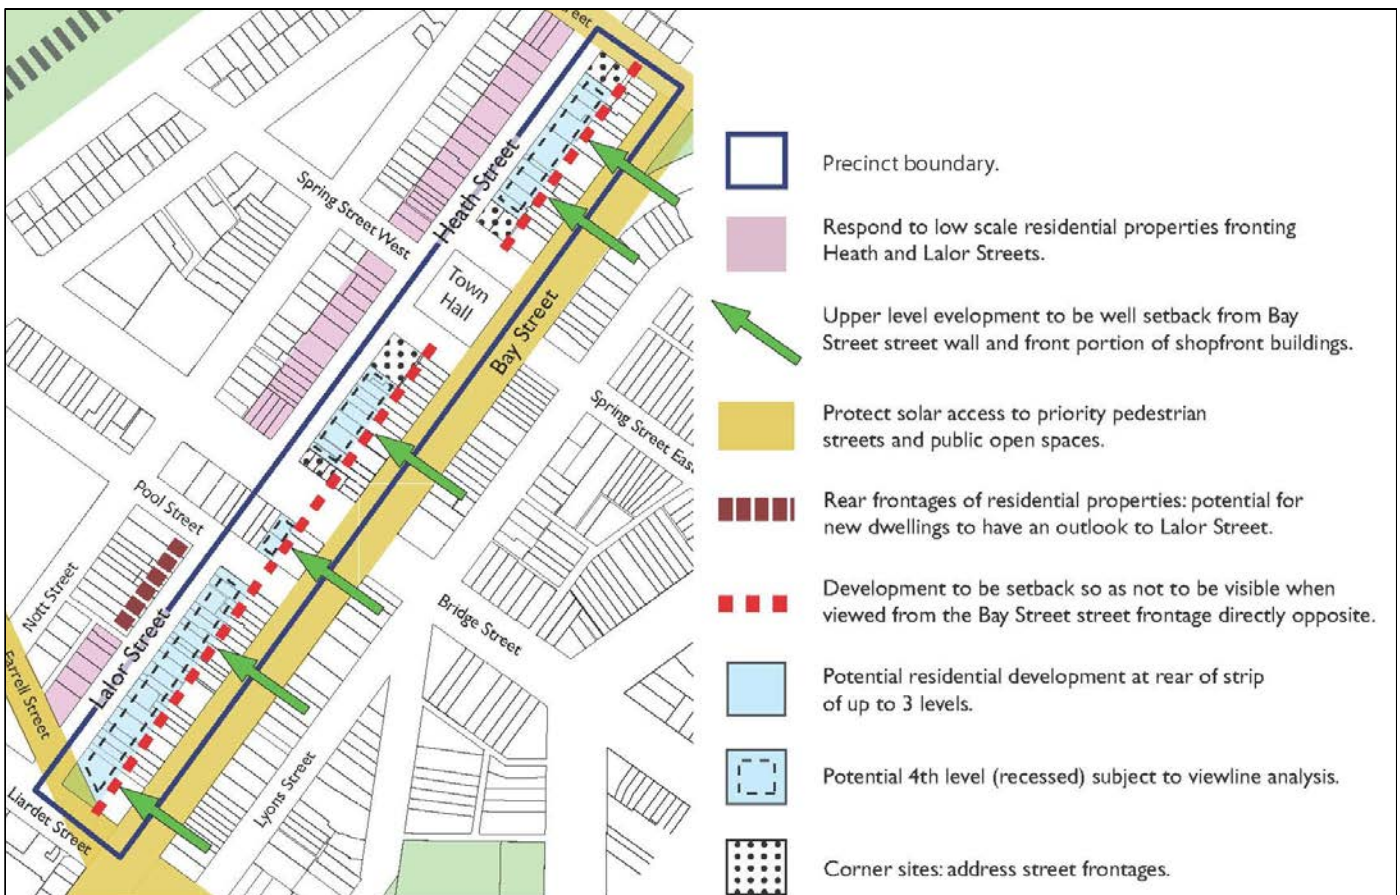 Street
Heath Street
Spring Street West
Town
Hall
Bay Street
Spring Street East
Pool Street
Nott Street
Bridge Street
Lalor Street
Farrell Street
Lyons Street
Liardet Street
Precinct boundary.
Respond to low scale residential properties fronting
Heath and Lalor Streets.
Upper level evelopment to be well setback from Bay
Street street wall and front portion of shopfront buildings.
Protect solar access to priority pedestrian
streets and public open spaces.
Rear frontages of residential properties: potential for
new dwellings to have an outlook to Lalor Street.
Development to be setback so as not to be visible when
viewed from the Bay Street street frontage directly opposite.
Potential residential development at rear of strip
of up to 3 levels.
Potential 4th level (recessed) subject to viewline analysis.
Corner sites: address street frontages.